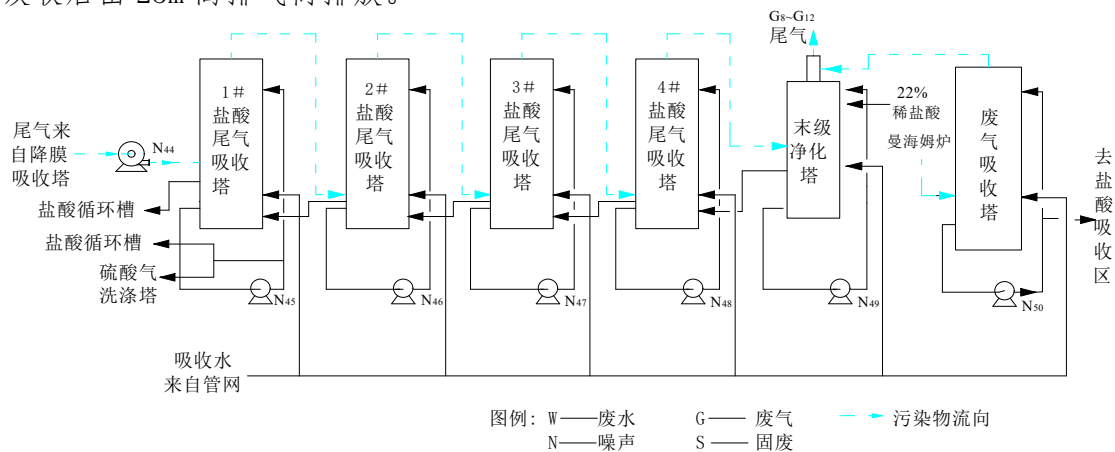 G8~G12
尾气
1#
盐酸
尾气
吸收
塔
2#
盐酸
尾气
吸收
塔
3#
盐酸
尾气
吸收
塔
4#
盐酸
尾气
吸收
塔
末级
净化
塔
22%
稀盐酸
曼海姆炉
废
气
吸
收
塔
去
盐
酸
吸
收
区
尾气来
自降膜
吸收塔
N44
盐酸循环槽
盐酸循环槽
硫酸气
洗涤塔
N45
N46
N47
N48
N49
N50
吸收水
来自管网
图例: W——废水
G—— 废气
污染物流向
N——噪声
S—— 固废